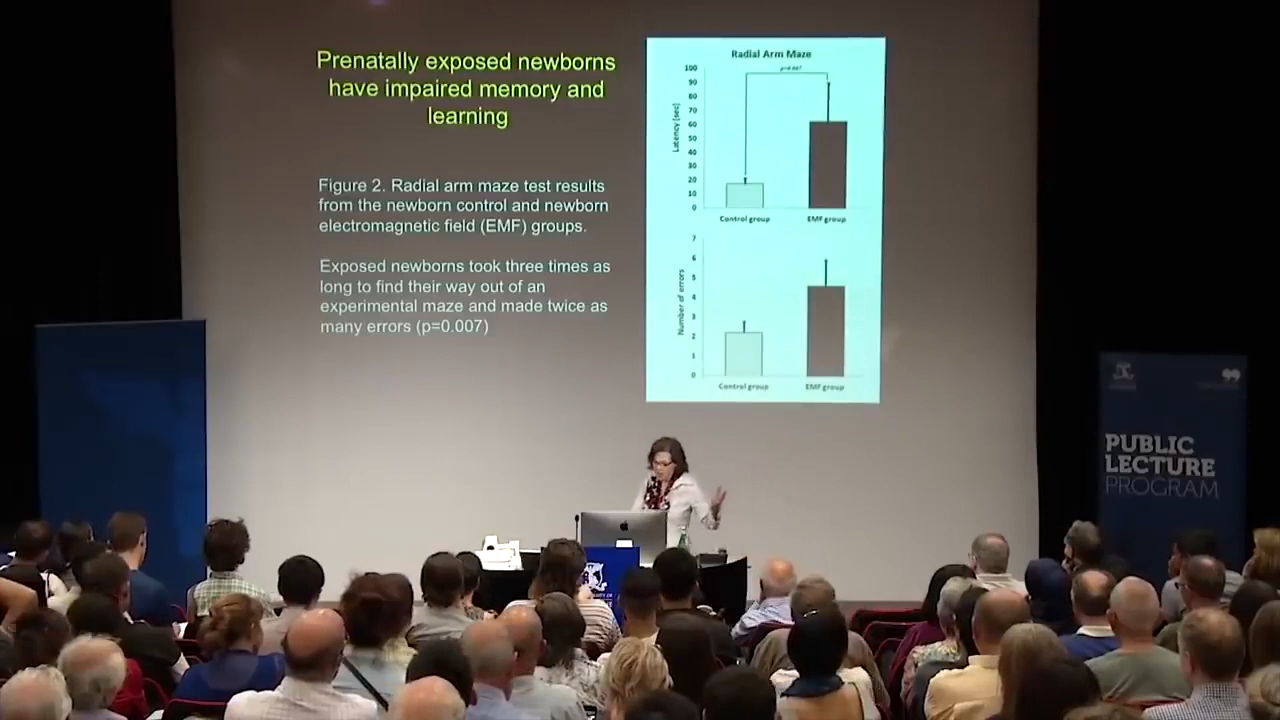 Prenatally exposed newborns
have impaired memory and
learning
Figure 2. Radial arm maze test results
from the newborn control and newborn
electromagnetic field (EMF) groups.
Exposed newborns took three times as
long to find their way out of an
experimental maze and made twice as
many errors (p=0.007)
Radial Arm Maze
p=0.007
Latency [sec]
100
90
80
70
60
50
40
30
20
10
0
Control group EMF group
Number of errors
7
6
5
4
3
2
1
0
Control group EMF group
PUBLIC
LECTURE
PROGRAM